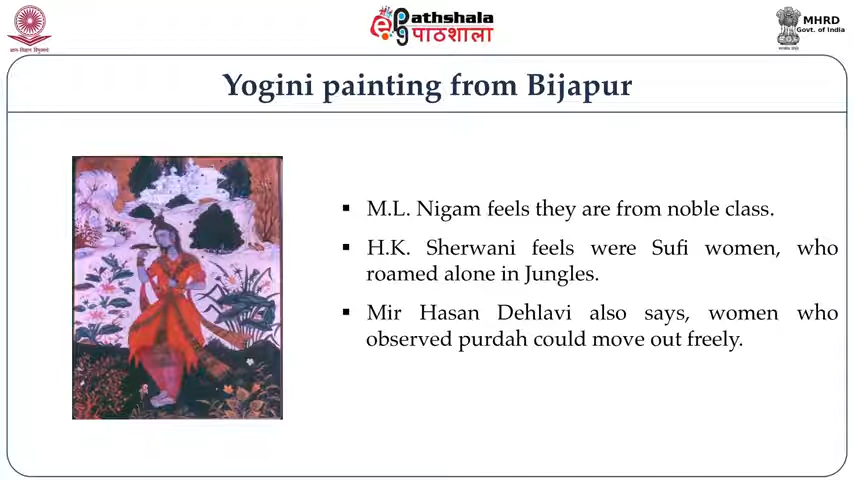 Pathshala
पाठशाला
MHRD
Govt. of India
Yogini painting from Bijapur
▪ M.L. Nigam feels they are from noble class.
▪ H.K. Sherwani feels were Sufi women, who
roamed alone in Jungles.
▪ Mir Hasan Dehlavi also says, women who
observed purdah could move out freely.